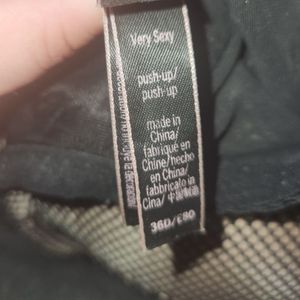 Very Sexy
push-up/
push-up
made in
China/
fabriqué en
Chine/hecho
en China/
fabbricato in
Cina/ 中国制造
36D/E80